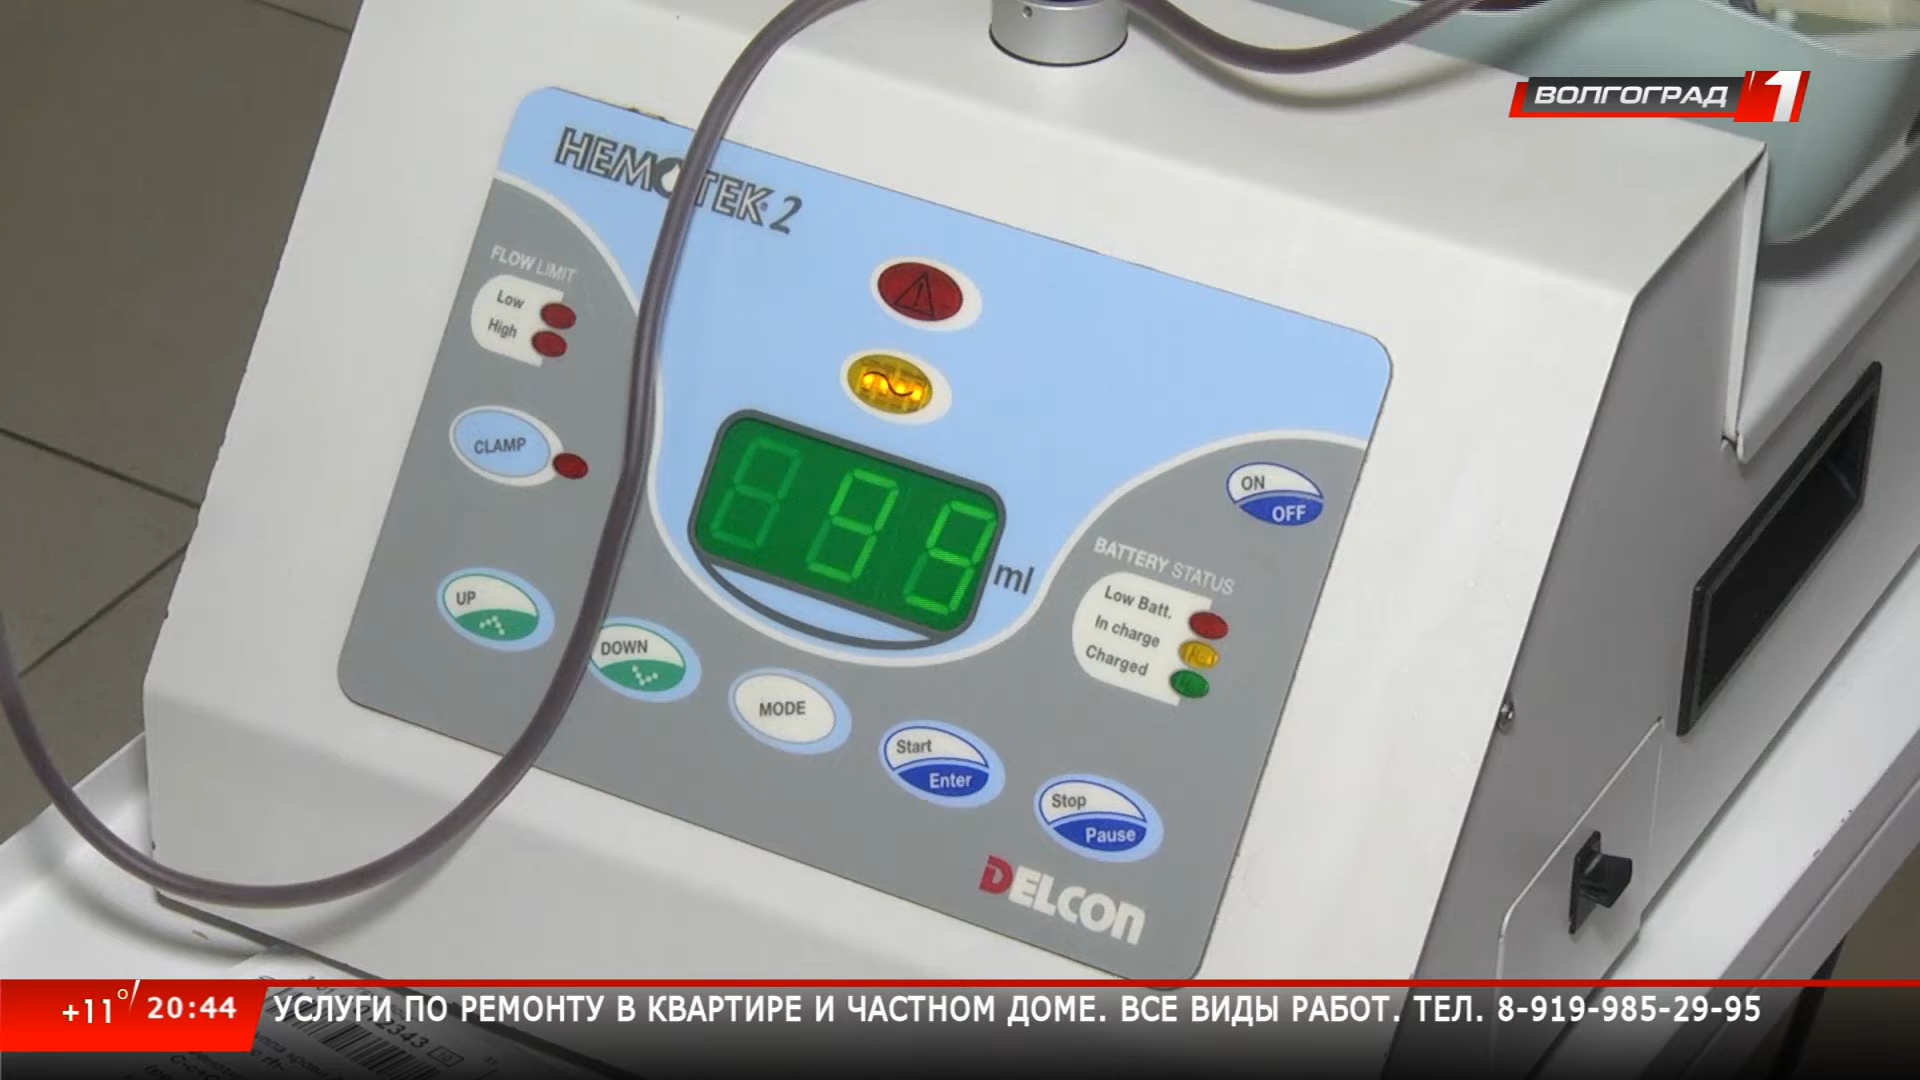 ВОЛГОГРАД 1
HEMOTEK 2
FLOW LIMIT
Low
High
CLAMP
ON
OFF
ml
BATTERY STATUS
Low Batt.
In charge
Charged
UP
DOWN
MODE
Start
Enter
Stop
Pause
DELCON
+11° 20:44
УСЛУГИ ПО РЕМОНТУ В КВАРТИРЕ И ЧАСТНОМ ДОМЕ. ВСЕ ВИДЫ РАБОТ. ТЕЛ. 8-919-985-29-95